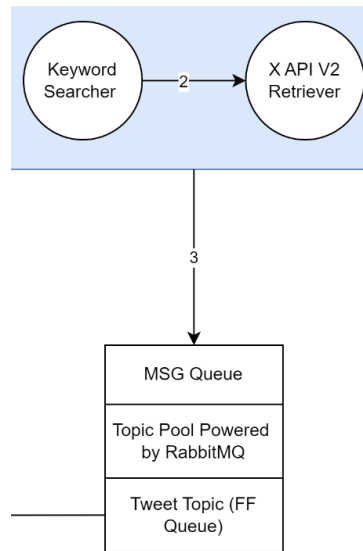 Keyword
Searcher
2
X API V2
Retriever
3
MSG Queue
Topic Pool Powered
by RabbitMQ
Tweet Topic (FF
Queue)